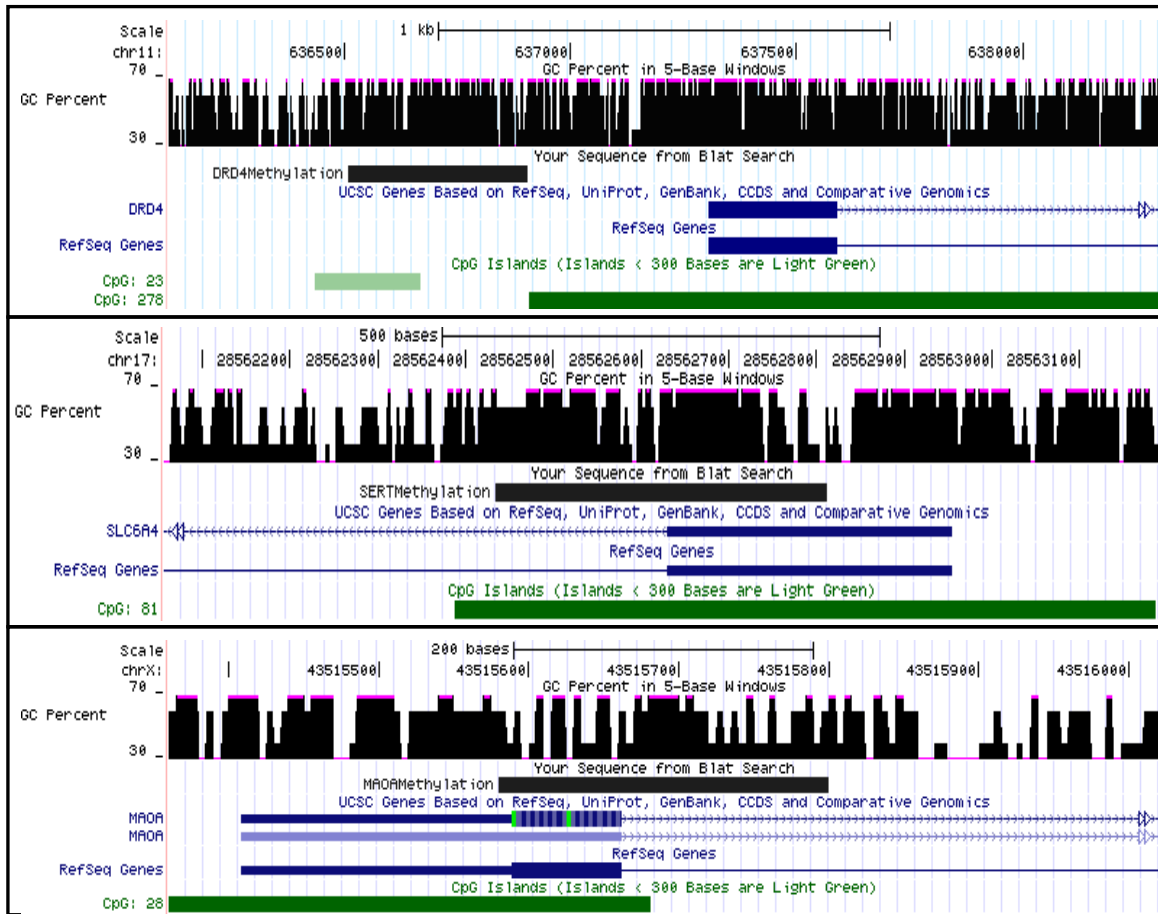 Scale 1 kb
chr11: 636500 637000 637500 638000
70 _ GC Percent in 5-Base Windows
GC Percent
30 _
Your Sequence from Blat Search
DRD4Methylation
UCSC Genes Based on RefSeq, UniProt, GenBank, CCDS and Comparative Genomics
DRD4
RefSeq Genes
RefSeq Genes
CpG Islands (Islands < 300 Bases are Light Green)
CpG: 23
CpG: 278
Scale 500 bases
chr17: 28562200 28562300 28562400 28562500 28562600 28562700 28562800 28562900 28563000 28563100
70 _ GC Percent in 5-Base Windows
GC Percent
30 _
Your Sequence from Blat Search
SERTMethylation
UCSC Genes Based on RefSeq, UniProt, GenBank, CCDS and Comparative Genomics
SLC6A4
RefSeq Genes
RefSeq Genes
CpG Islands (Islands < 300 Bases are Light Green)
CpG: 81
Scale 200 bases
chrX: 43515500 43515600 43515700 43515800 43515900 43516000
70 _ GC Percent in 5-Base Windows
GC Percent
30 _
Your Sequence from Blat Search
MAOAMethylation
UCSC Genes Based on RefSeq, UniProt, GenBank, CCDS and Comparative Genomics
MAOA
MAOA
RefSeq Genes
RefSeq Genes
CpG Islands (Islands < 300 Bases are Light Green)
CpG: 28